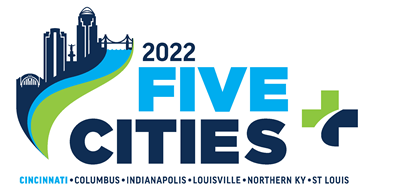 2022
FIVE
CITIES
CINCINNATI • COLUMBUS • INDIANAPOLIS • LOUISVILLE • NORTHERN KY • ST LOUIS